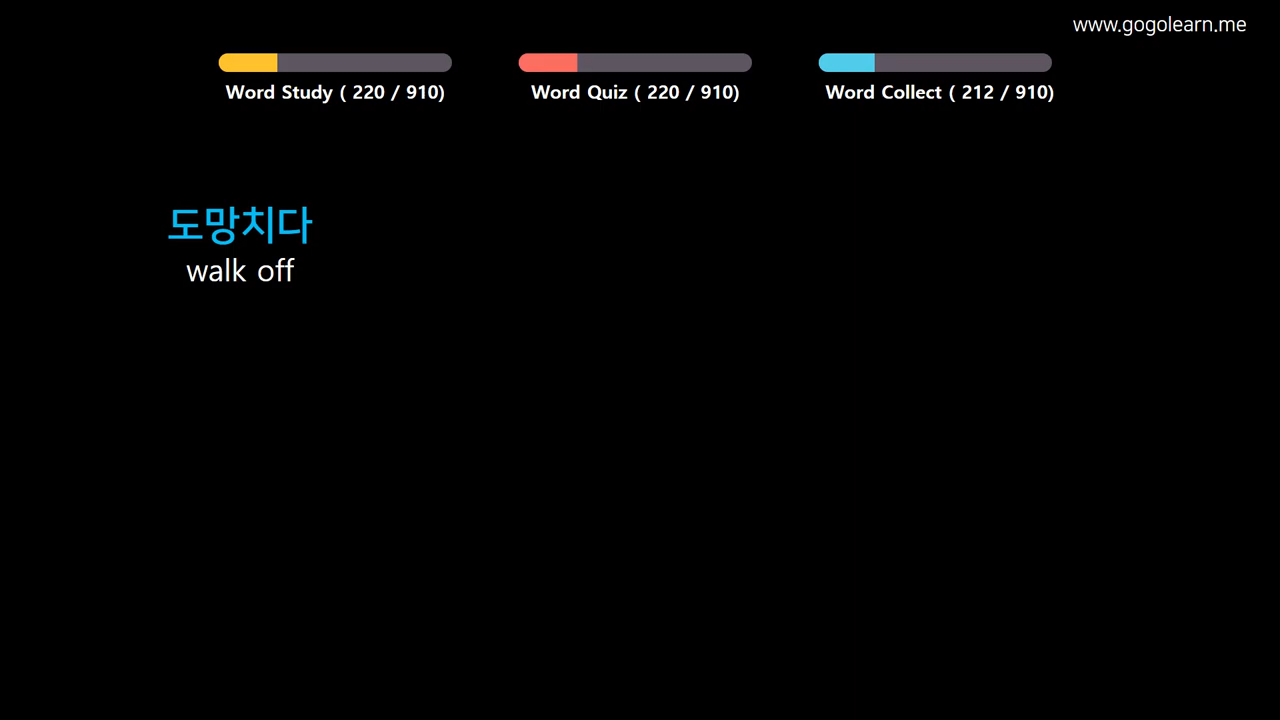 www.gogolearn.me
Word Study ( 220 / 910)
Word Quiz ( 220 / 910)
Word Collect ( 212 / 910)
도망치다
walk off